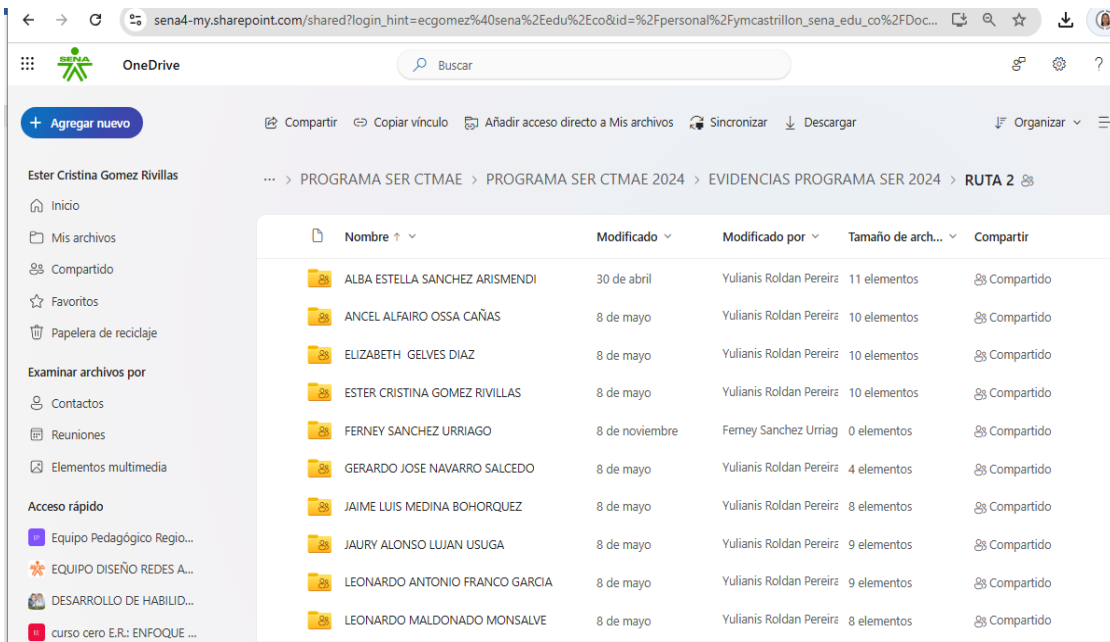 sena4-my.sharepoint.com/shared?login_hint=ecgomez%40sena%2Eedu%2Eco&id=%2Fpersonal%2Fymcastrillon_sena_edu_co%2FDoc...
SENA
OneDrive
Buscar
?
+ Agregar nuevo
Compartir Copiar vínculo Añadir acceso directo a Mis archivos Sincronizar Descargar Organizar
Ester Cristina Gomez Rivillas
Inicio
Mis archivos
Compartido
Favoritos
Papelera de reciclaje
Examinar archivos por
Contactos
Reuniones
Elementos multimedia
Acceso rápido
Equipo Pedagógico Regio...
EQUIPO DISEÑO REDES A...
DESARROLLO DE HABILID...
curso cero E.R.: ENFOQUE ...
... > PROGRAMA SER CTMAE > PROGRAMA SER CTMAE 2024 > EVIDENCIAS PROGRAMA SER 2024 > RUTA 2
Nombre Modificado Modificado por Tamaño de arch... Compartir
ALBA ESTELLA SANCHEZ ARISMENDI 30 de abril Yulianis Roldan Pereira 11 elementos Compartido
ANCEL ALFAIRO OSSA CAÑAS 8 de mayo Yulianis Roldan Pereira 10 elementos Compartido
ELIZABETH GELVES DIAZ 8 de mayo Yulianis Roldan Pereira 10 elementos Compartido
ESTER CRISTINA GOMEZ RIVILLAS 8 de mayo Yulianis Roldan Pereira 10 elementos Compartido
FERNEY SANCHEZ URRIAGO 8 de noviembre Ferney Sanchez Urriag 0 elementos Compartido
GERARDO JOSE NAVARRO SALCEDO 8 de mayo Yulianis Roldan Pereira 4 elementos Compartido
JAIME LUIS MEDINA BOHORQUEZ 8 de mayo Yulianis Roldan Pereira 8 elementos Compartido
JAURY ALONSO LUJAN USUGA 8 de mayo Yulianis Roldan Pereira 9 elementos Compartido
LEONARDO ANTONIO FRANCO GARCIA 8 de mayo Yulianis Roldan Pereira 9 elementos Compartido
LEONARDO MALDONADO MONSALVE 8 de mayo Yulianis Roldan Pereira 8 elementos Compartido